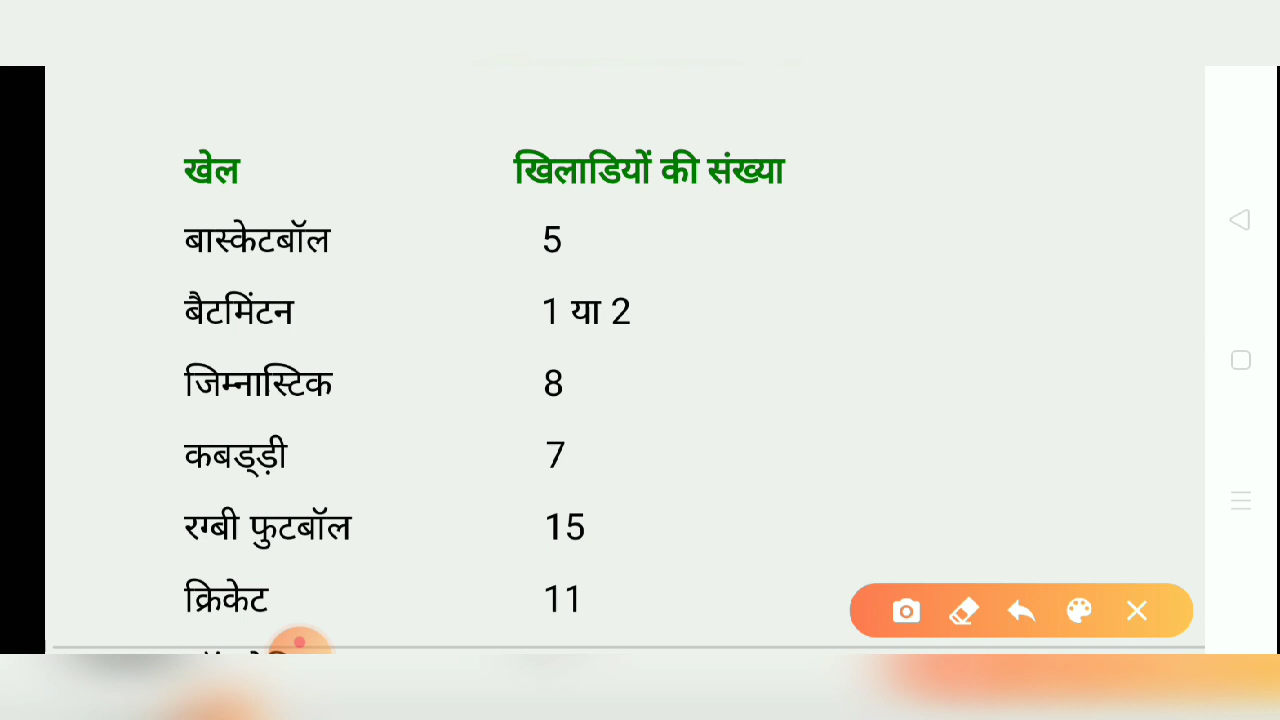 खेल खिलाडियों की संख्या
बास्केटबॉल 5
बैटमिंटन 1 या 2
जिम्नास्टिक 8
कबड्ड़ी 7
रग्बी फुटबॉल 15
क्रिकेट 11